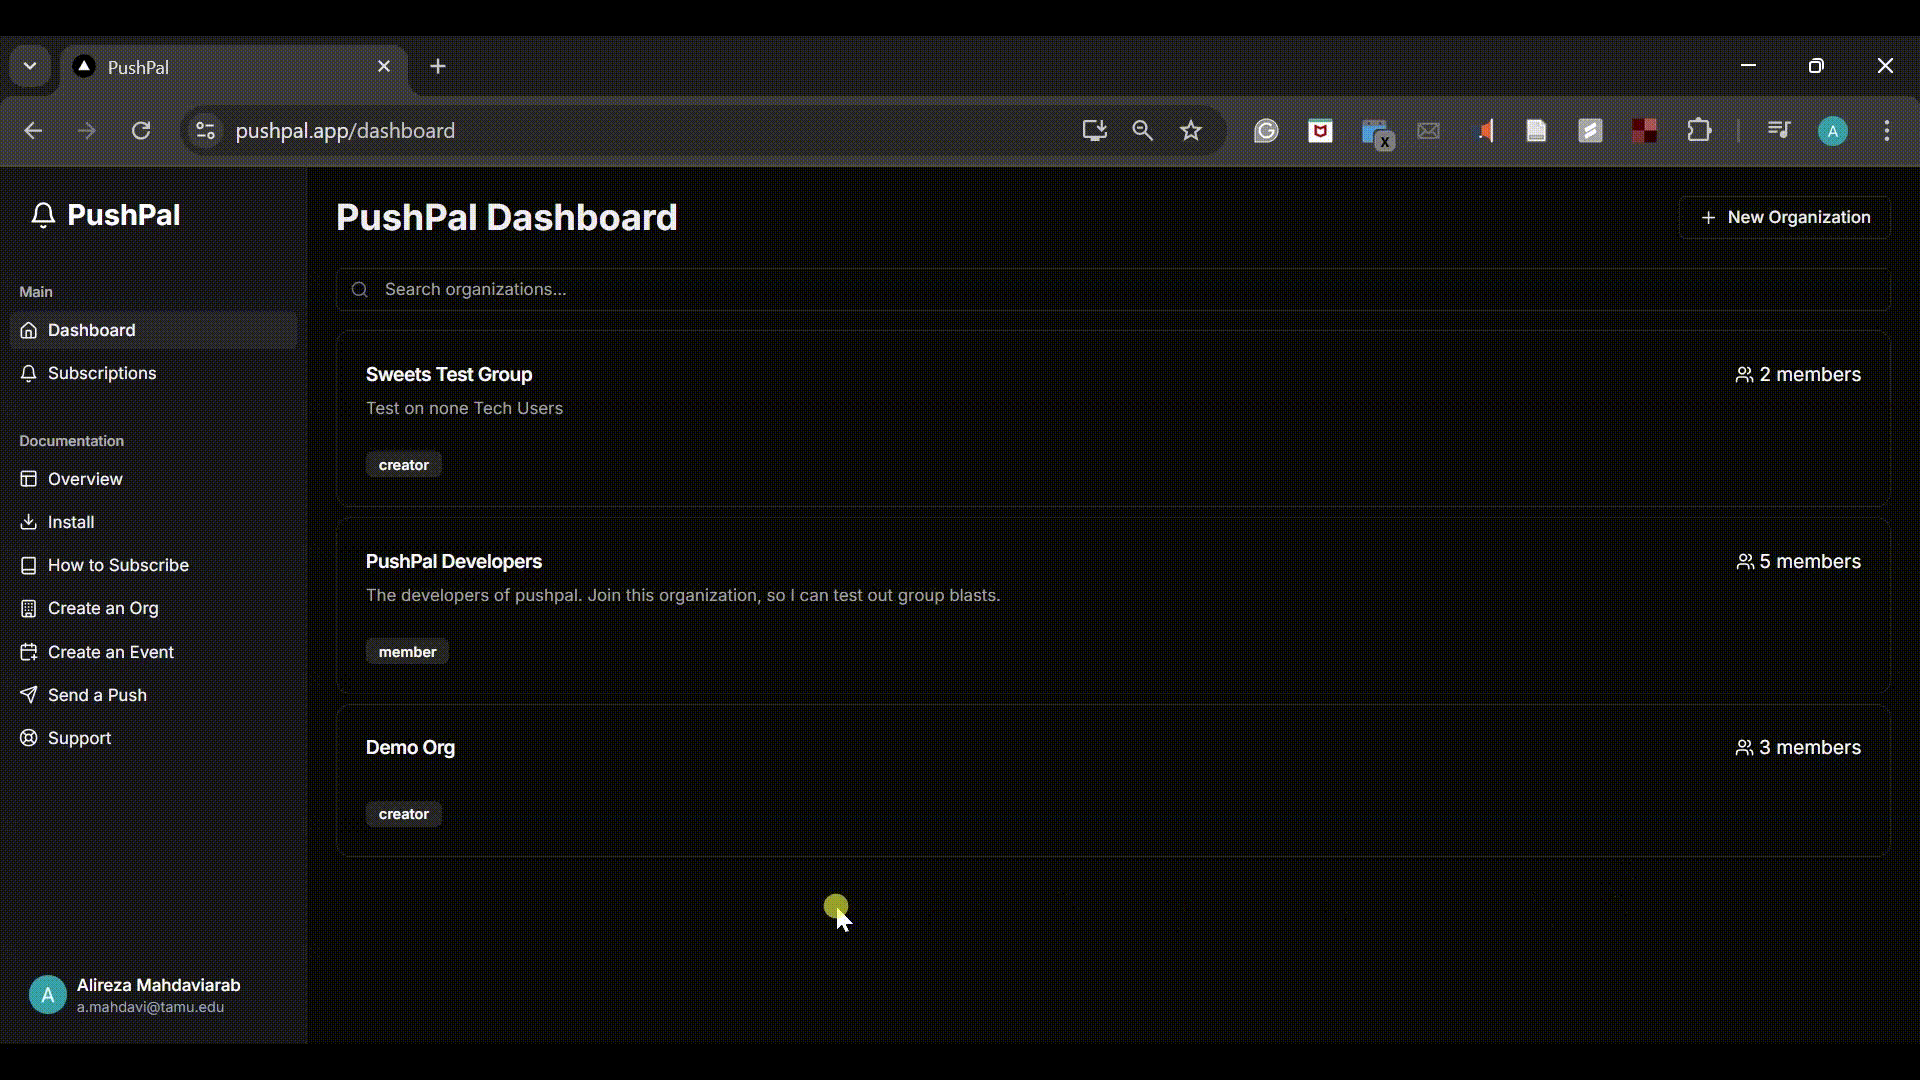 PushPal
pushpal.app/dashboard
x
A
PushPal
Main
Dashboard
Subscriptions
Documentation
Overview
Install
How to Subscribe
Create an Org
Create an Event
Send a Push
Support
A
Alireza Mahdaviarab
a.mahdavi@tamu.edu
PushPal Dashboard
New Organization
Search organizations...
Sweets Test Group
2 members
Test on none Tech Users
creator
PushPal Developers
5 members
The developers of pushpal. Join this organization, so I can test out group blasts.
member
Demo Org
3 members
creator